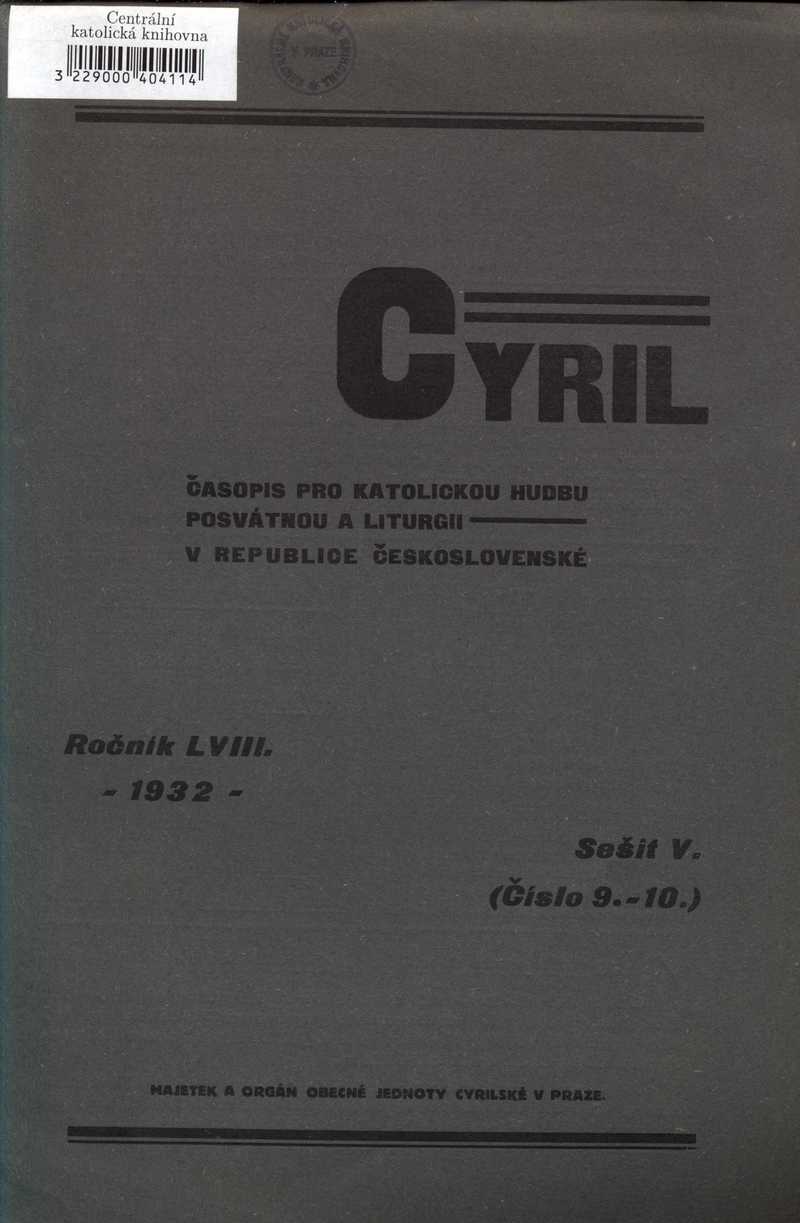 Centrální
katolická knihovna
3 229000 404114
V PRAZE
CYRIL
ČASOPIS PRO KATOLICKOU HUDBU
POSVÁTNOU A LITURGII
V REPUBLICE ČESKOSLOVENSKÉ
Ročník LVIII.
- 1932 -
Sešit V.
(Číslo 9.-10.)
MAJETEK A ORGÁN OBECNÉ JEDNOTY CYRILSKÉ V PRAZE.